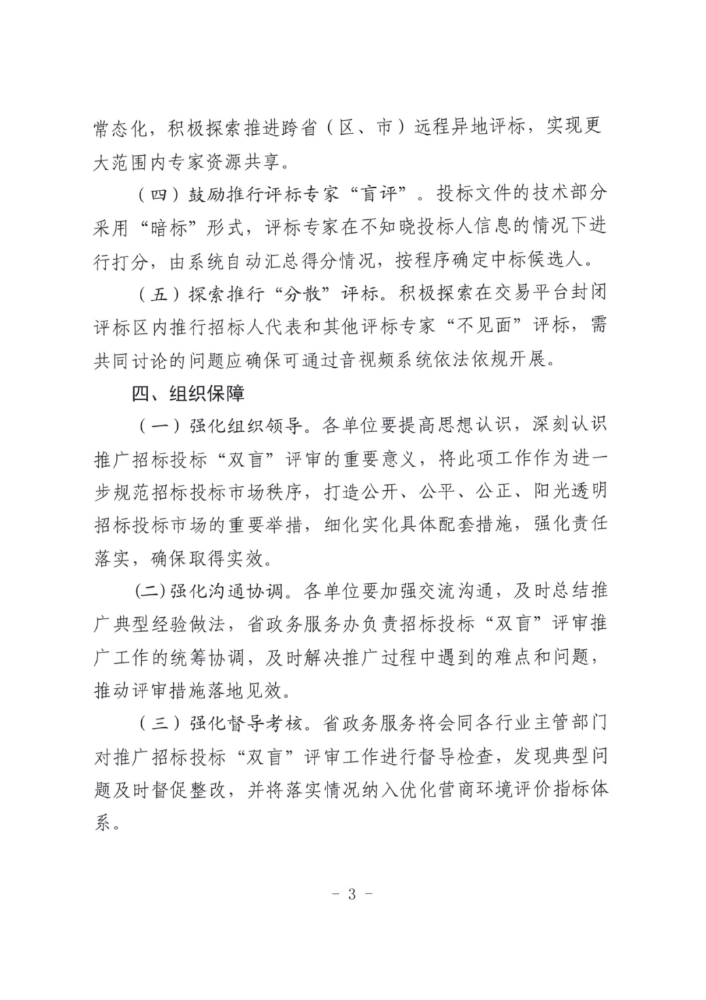 常态化，积极探索推进跨省（区、市）远程异地评标，实现更
大范围内专家资源共享。
（四）鼓励推行评标专家“盲评”。投标文件的技术部分
采用“暗标”形式，评标专家在不知晓投标人信息的情况下进
行打分，由系统自动汇总得分情况，按程序确定中标候选人。
（五）探索推行“分散”评标。积极探索在交易平台封闭
评标区内推行招标人代表和其他评标专家“不见面”评标，需
共同讨论的问题应确保可通过音视频系统依法依规开展。
四、组织保障
（一）强化组织领导。各单位要提高思想认识，深刻认识
推广招标投标“双盲”评审的重要意义，将此项工作作为进一
步规范招标投标市场秩序，打造公开、公平、公正、阳光透明
招标投标市场的重要举措，细化实化具体配套措施，强化责任
落实，确保取得实效。
(二)强化沟通协调。各单位要加强交流沟通，及时总结推
广典型经验做法，省政务服务办负责招标投标“双盲”评审推
广工作的统筹协调，及时解决推广过程中遇到的难点和问题，
推动评审措施落地见效。
（三）强化督导考核。省政务服务将会同各行业主管部门
对推广招标投标“双盲”评审工作进行督导检查，发现典型问
题及时督促整改，并将落实情况纳入优化营商环境评价指标体
系。
- 3 -